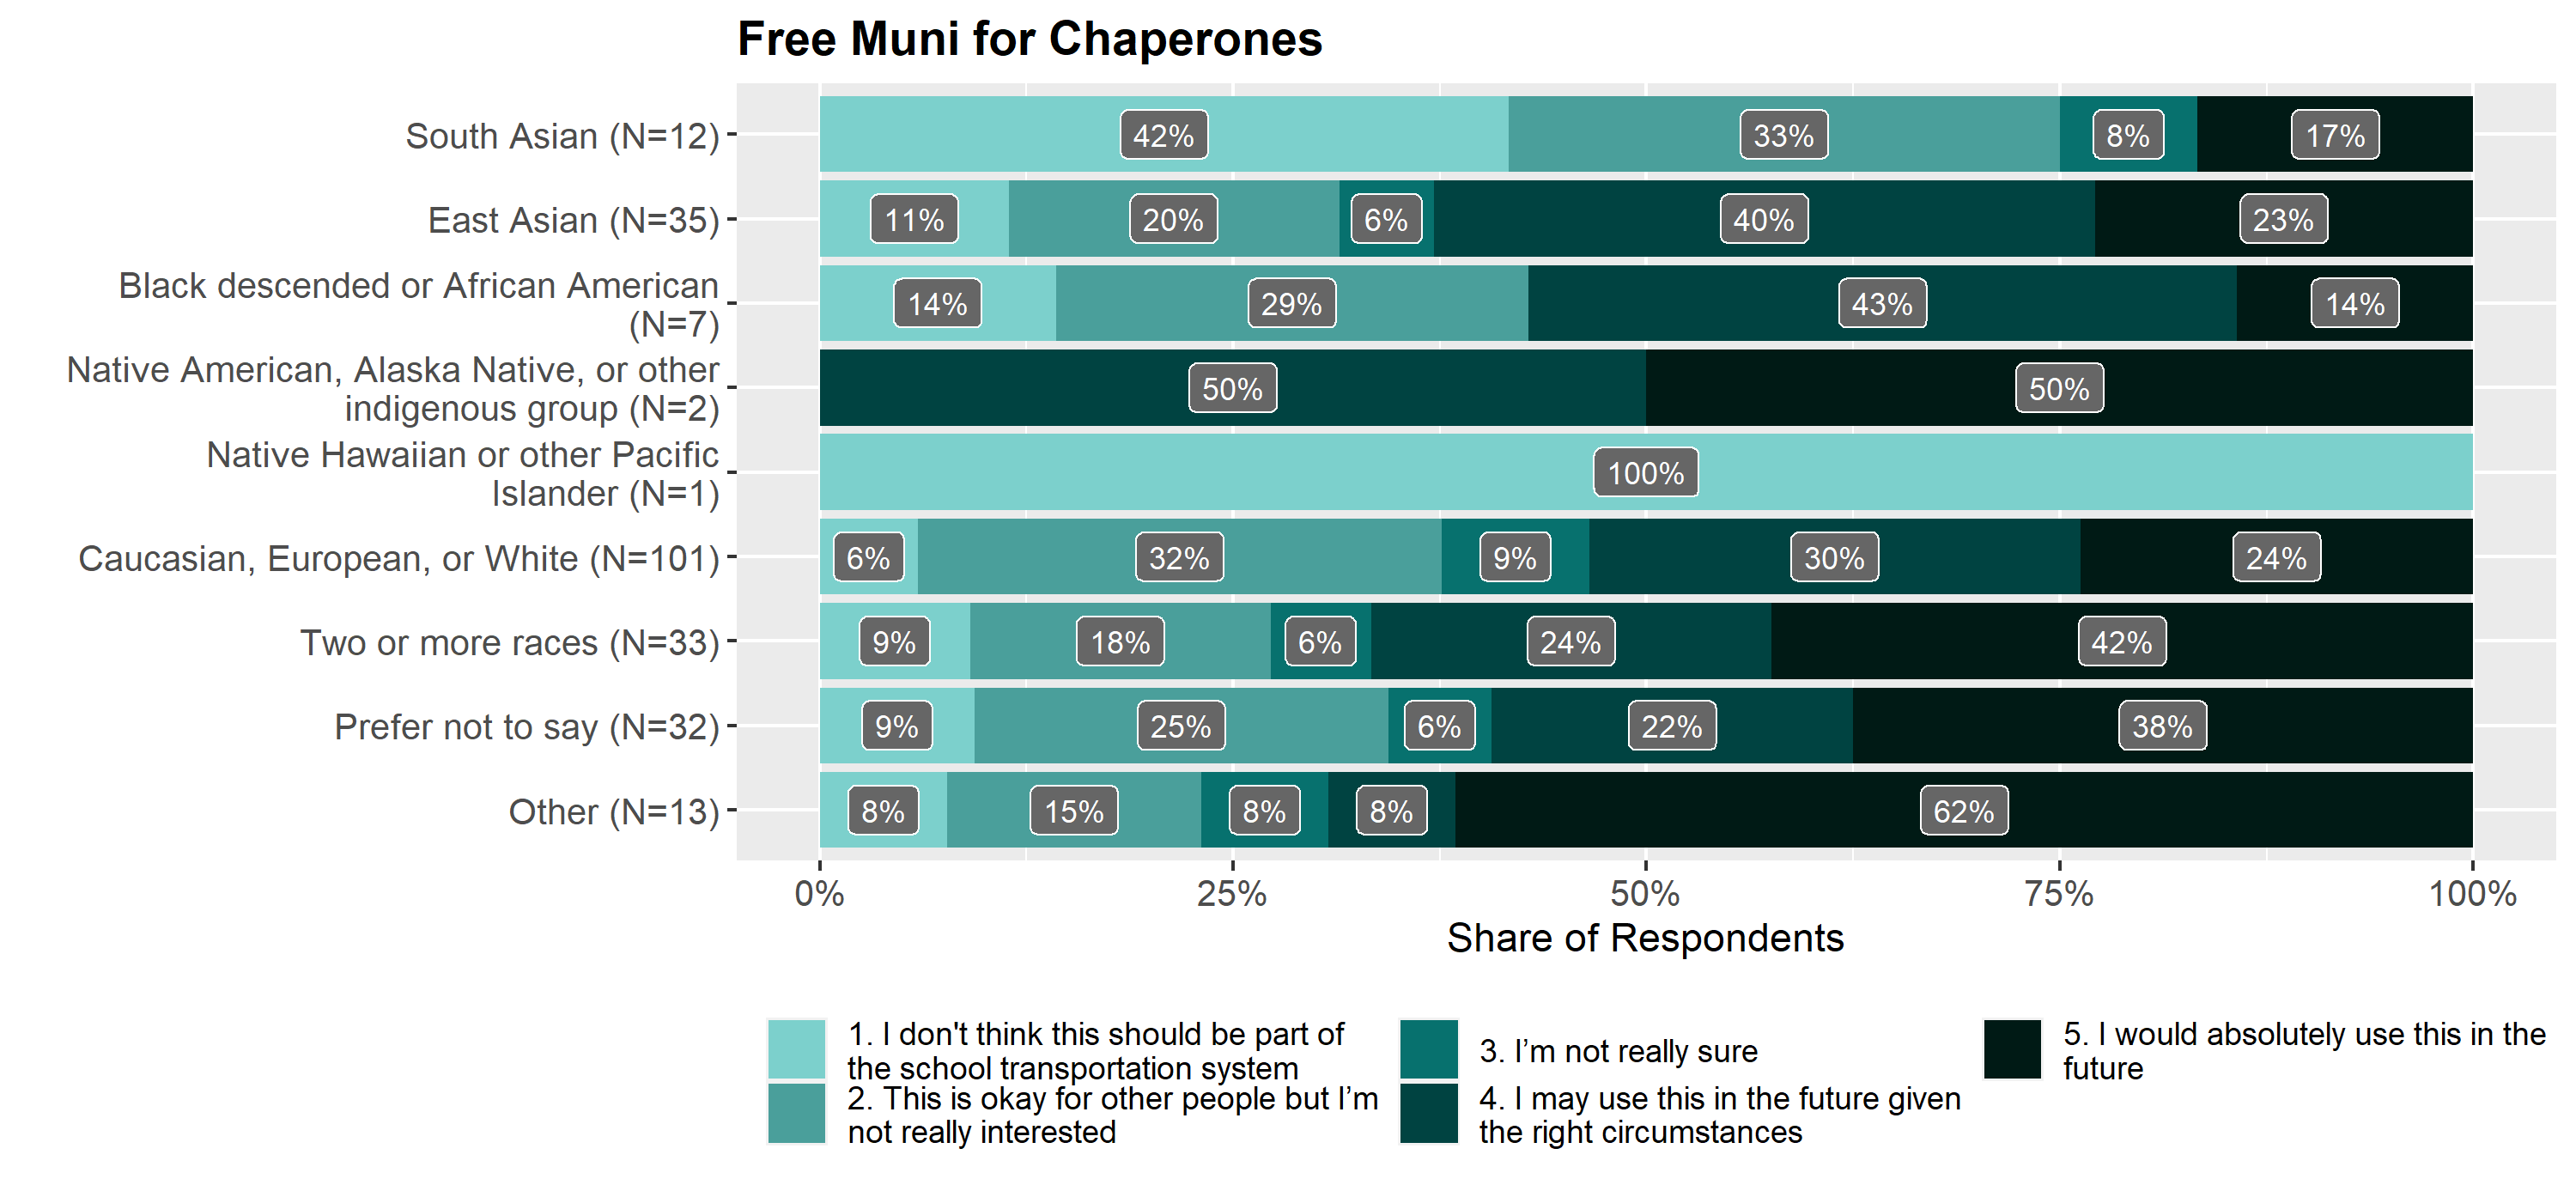 Free Muni for Chaperones
South Asian (N=12)
42%
33%
8%
17%
East Asian (N=35)
11%
20%
6%
40%
23%
Black descended or African American
(N=7)
14%
29%
43%
14%
Native American, Alaska Native, or other
indigenous group (N=2)
50%
50%
Native Hawaiian or other Pacific
Islander (N=1)
100%
Caucasian, European, or White (N=101)
6%
32%
9%
30%
24%
Two or more races (N=33)
9%
18%
6%
24%
42%
Prefer not to say (N=32)
9%
25%
6%
22%
38%
Other (N=13)
8%
15%
8%
8%
62%
0%
25%
50%
75%
100%
Share of Respondents
1. I don't think this should be part of
the school transportation system
2. This is okay for other people but I’m
not really interested
3. I’m not really sure
4. I may use this in the future given
the right circumstances
5. I would absolutely use this in the
future